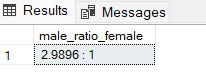 Results Messages
male_ratio_female
1 2.9896 : 1